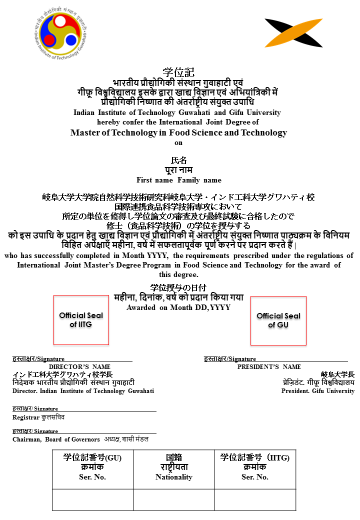 学位記
भारतीय प्रौद्योगिकी संस्थान गुवाहाटी एवं
गीफू विश्वविद्यालय इसके द्वारा खाद्य विज्ञान एवं अभियांत्रिकी में
प्रौद्योगिकी निष्णात की अंतर्राष्ट्रीय संयुक्त उपाधि
Indian Institute of Technology Guwahati and Gifu University
hereby confer the International Joint Degree of
Master of Technology in Food Science and Technology
on
氏名
पूरा नाम
First name Family name
岐阜大学大学院自然科学技術研究科岐阜大学・インド工科大学グワハティ校
国際連携食品科学技術専攻において
所定の単位を修得し学位論文の審査及び最終試験に合格したので
修士（食品科学技術）の学位を授与する
को इस उपाधि के प्रदान हेतु खाद्य विज्ञान एवं प्रौद्योगिकी में अंतर्राष्ट्रीय संयुक्त निष्णात पाठ्यक्रम के विनियम
विहित अपेक्षाएँ महीना, वर्ष में सफलतापूर्वक पूर्ण करने पर प्रदान करते हैं |
who has successfully completed in Month YYYY, the requirements prescribed under the regulations of
International Joint Master's Degree Program in Food Science and Technology for the award of
this degree.
学位授与の日付
महीना, दिनांक, वर्ष को प्रदान किया गया
Awarded on Month DD,YYYY
Official Seal of IITG
Official Seal of GU
हस्ताक्षर/Signature
DIRECTOR'S NAME
インド工科大学グワハティ校学長
निदेशक भारतीय प्रौद्योगिकी संस्थान गुवाहाटी
Director. Indian Institute of Technology Guwahati
हस्ताक्षर/Signature
PRESIDENT'S NAME
岐阜大学長
प्रेज़िडेंट. गीफू विश्वविद्यालय
President. Gifu University
हस्ताक्षर/Signature
Registrar कुलसचिव
हस्ताक्षर/Signature
Chairman, Board of Governors अध्यक्ष, शासी मंडल
学位記番号(GU) 国籍 学位記番号（IITG)
क्रमांक राष्ट्रीयता क्रमांक
Ser. No. Nationality Ser. No.